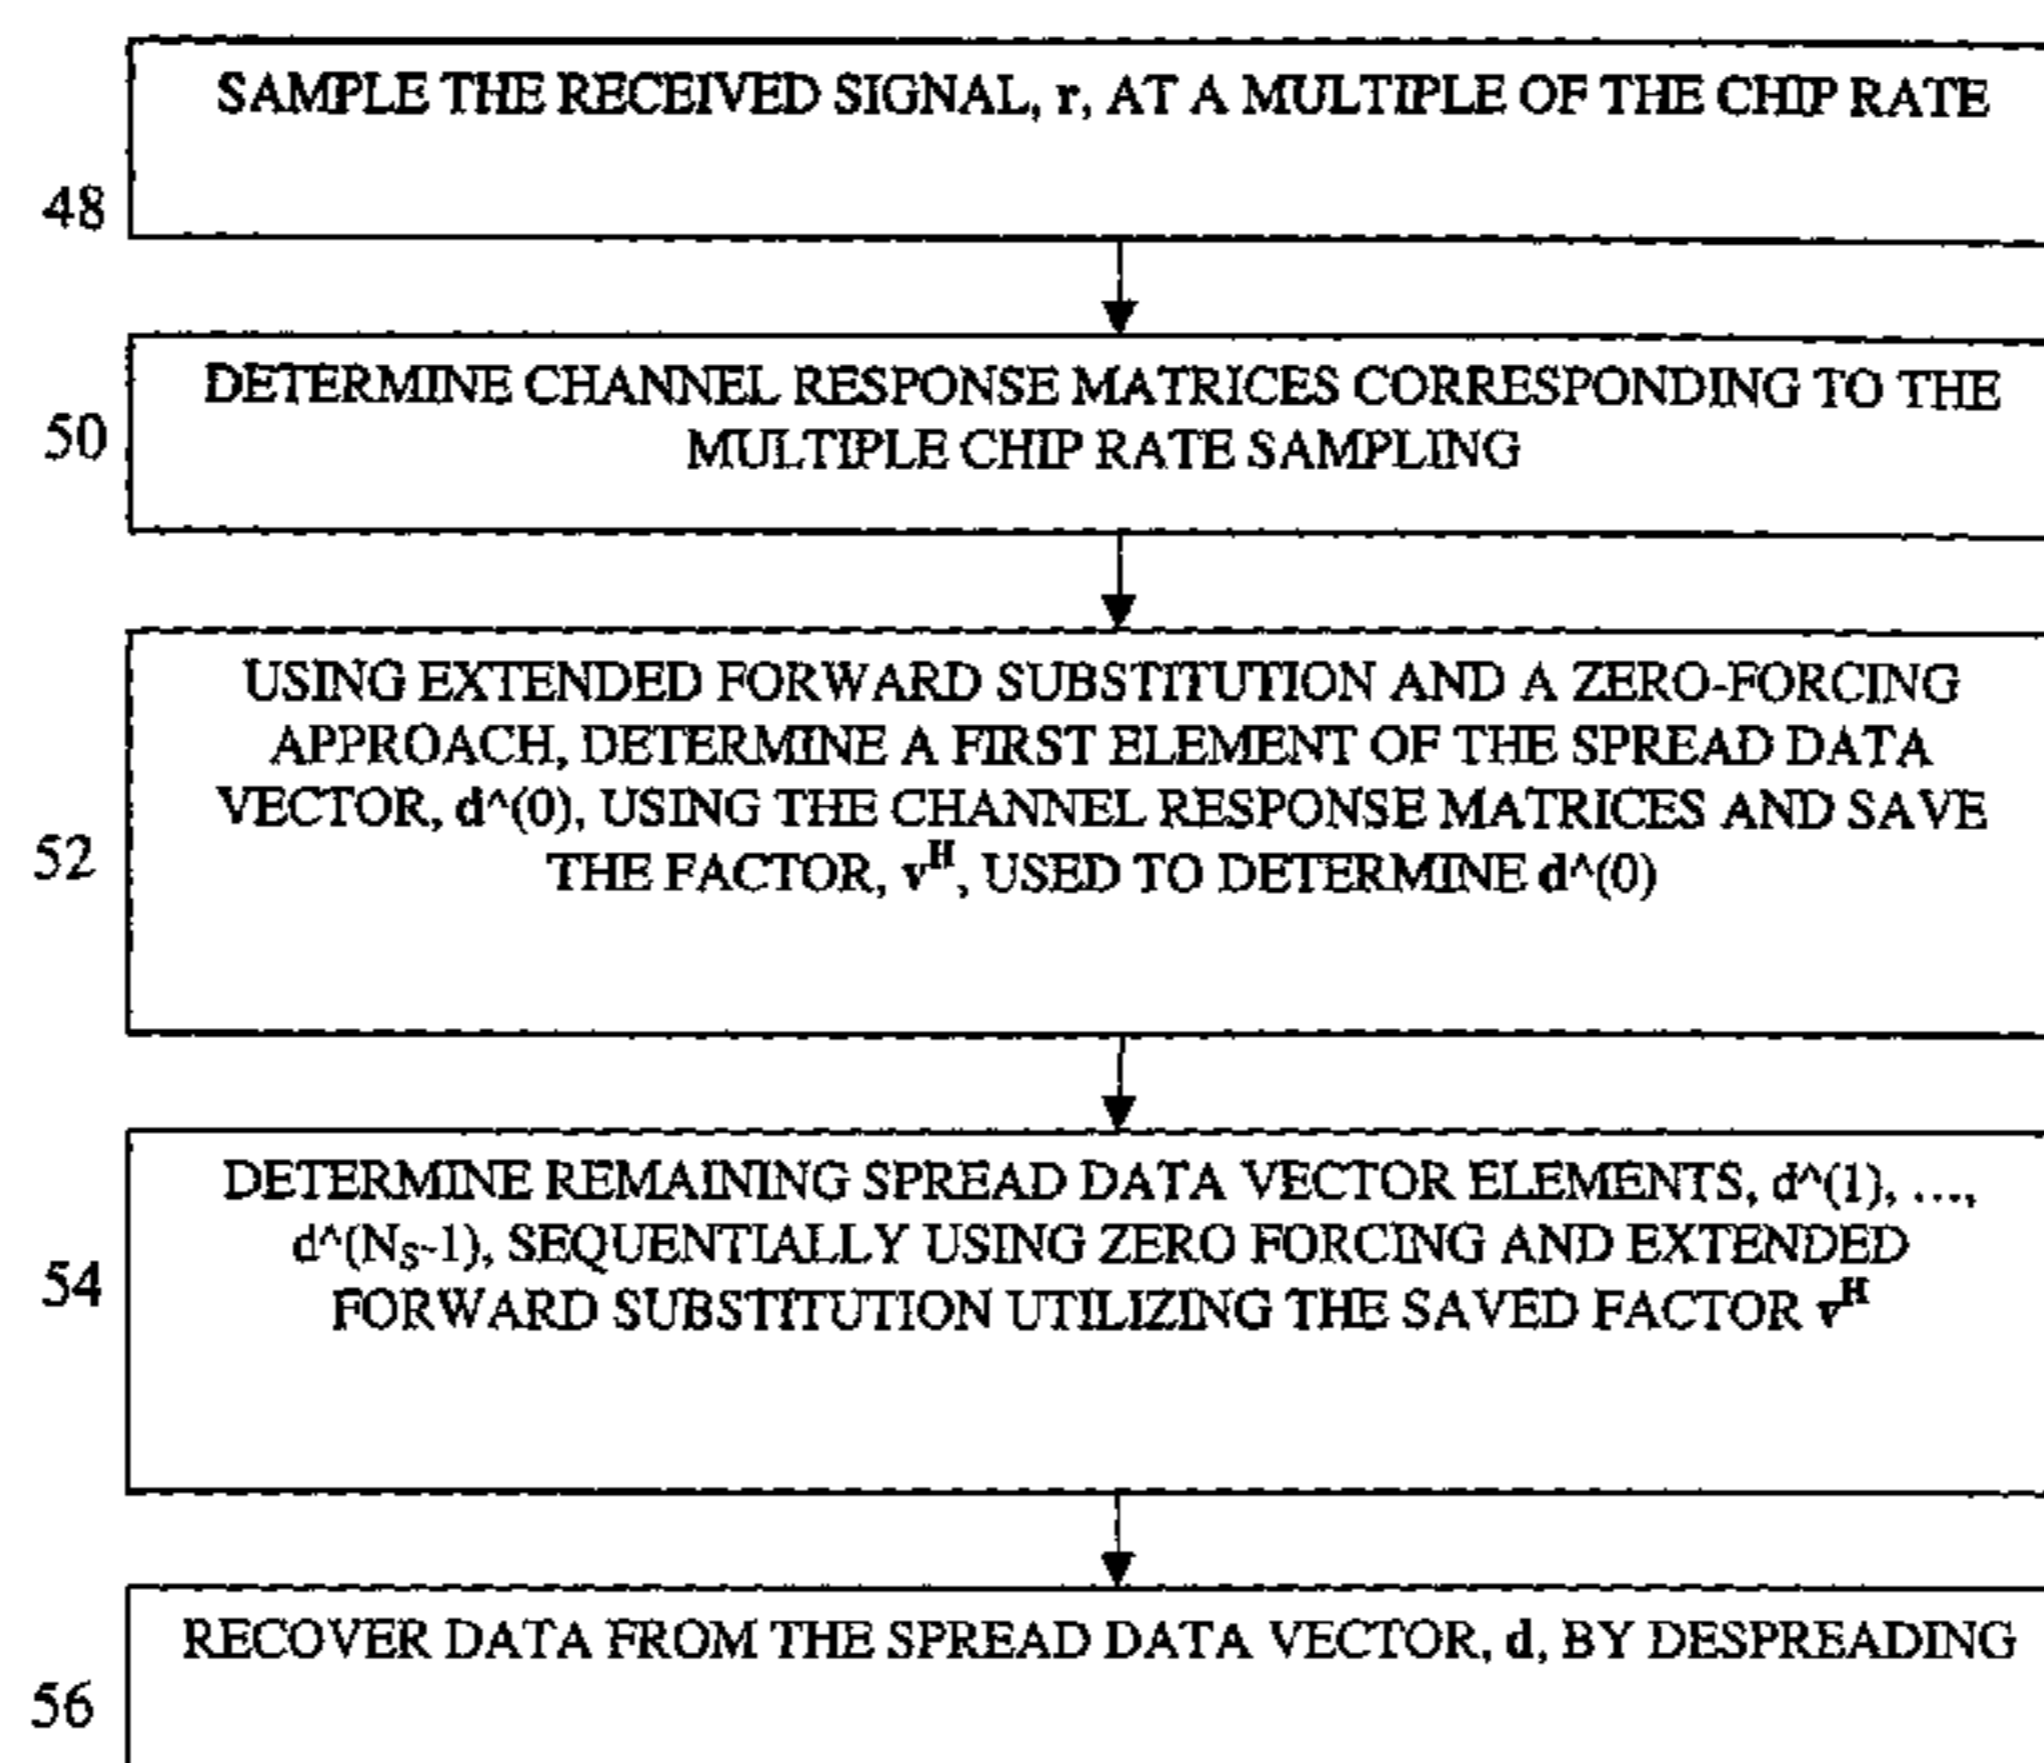 SAMPLE THE RECEIVED SIGNAL, r, AT A MULTIPLE OF THE CHIP RATE
48
DETERMINE CHANNEL RESPONSE MATRICES CORRESPONDING TO THE
MULTIPLE CHIP RATE SAMPLING
50
USING EXTENDED FORWARD SUBSTITUTION AND A ZERO-FORCING
APPROACH, DETERMINE A FIRST ELEMENT OF THE SPREAD DATA
VECTOR, d^(0), USING THE CHANNEL RESPONSE MATRICES AND SAVE
THE FACTOR, v^H, USED TO DETERMINE d^(0)
52
DETERMINE REMAINING SPREAD DATA VECTOR ELEMENTS, d^(1), ...,
d^(N_S-1), SEQUENTIALLY USING ZERO FORCING AND EXTENDED
FORWARD SUBSTITUTION UTILIZING THE SAVED FACTOR v^H
54
RECOVER DATA FROM THE SPREAD DATA VECTOR, d, BY DESPREADING
56